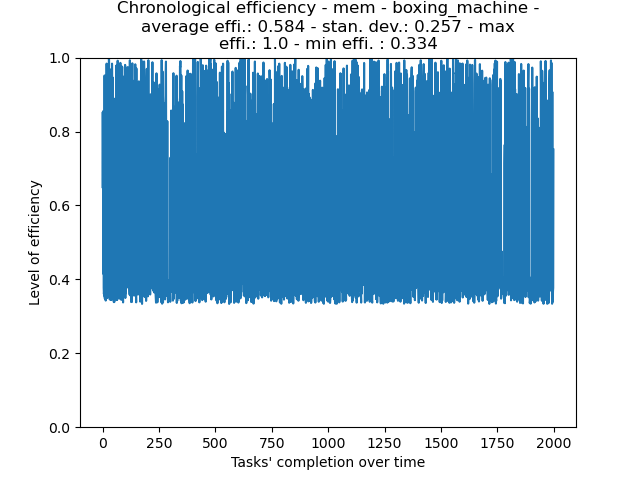 Chronological efficiency - mem - boxing_machine -
average effi.: 0.584 - stan. dev.: 0.257 - max
effi.: 1.0 - min effi. : 0.334
1.0
0.8
0.6
0.4
0.2
0.0
Level of efficiency
0 250 500 750 1000 1250 1500 1750 2000
Tasks' completion over time